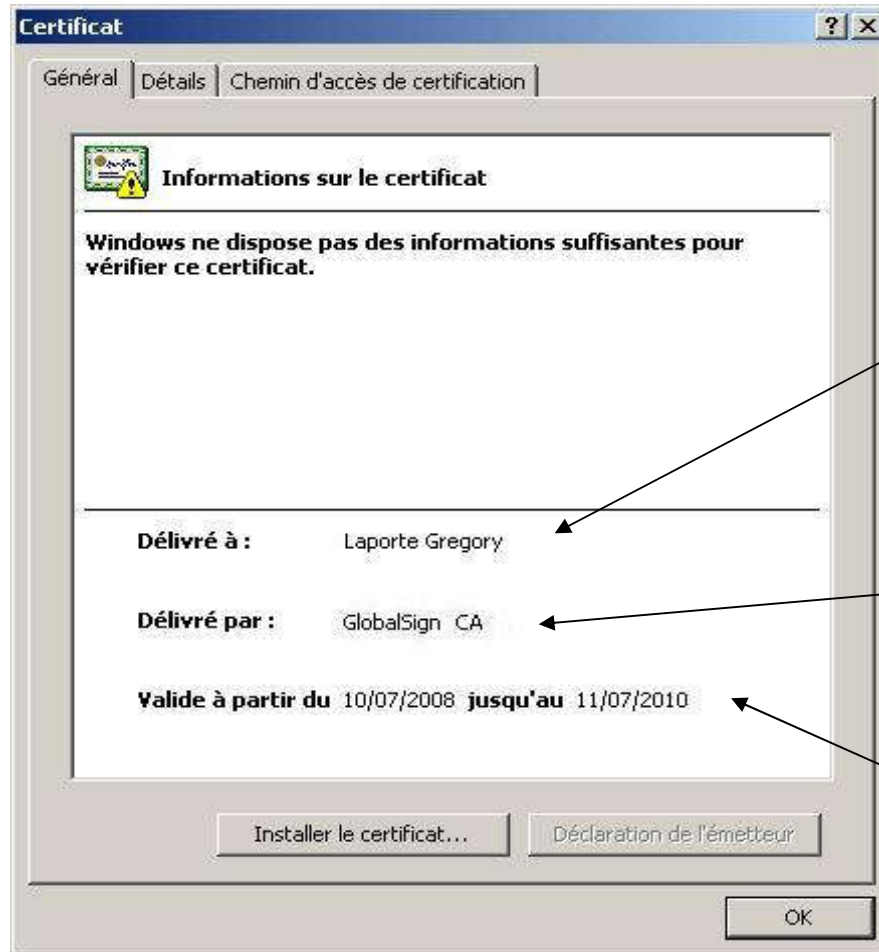 Certificat
Général Détails Chemin d'accès de certification
Informations sur le certificat
Windows ne dispose pas des informations suffisantes pour
vérifier ce certificat.
Délivré à : Laporte Gregory
Délivré par : GlobalSign CA
Valide à partir du 10/07/2008 jusqu'au 11/07/2010
Installer le certificat... Déclaration de l'émetteur
OK